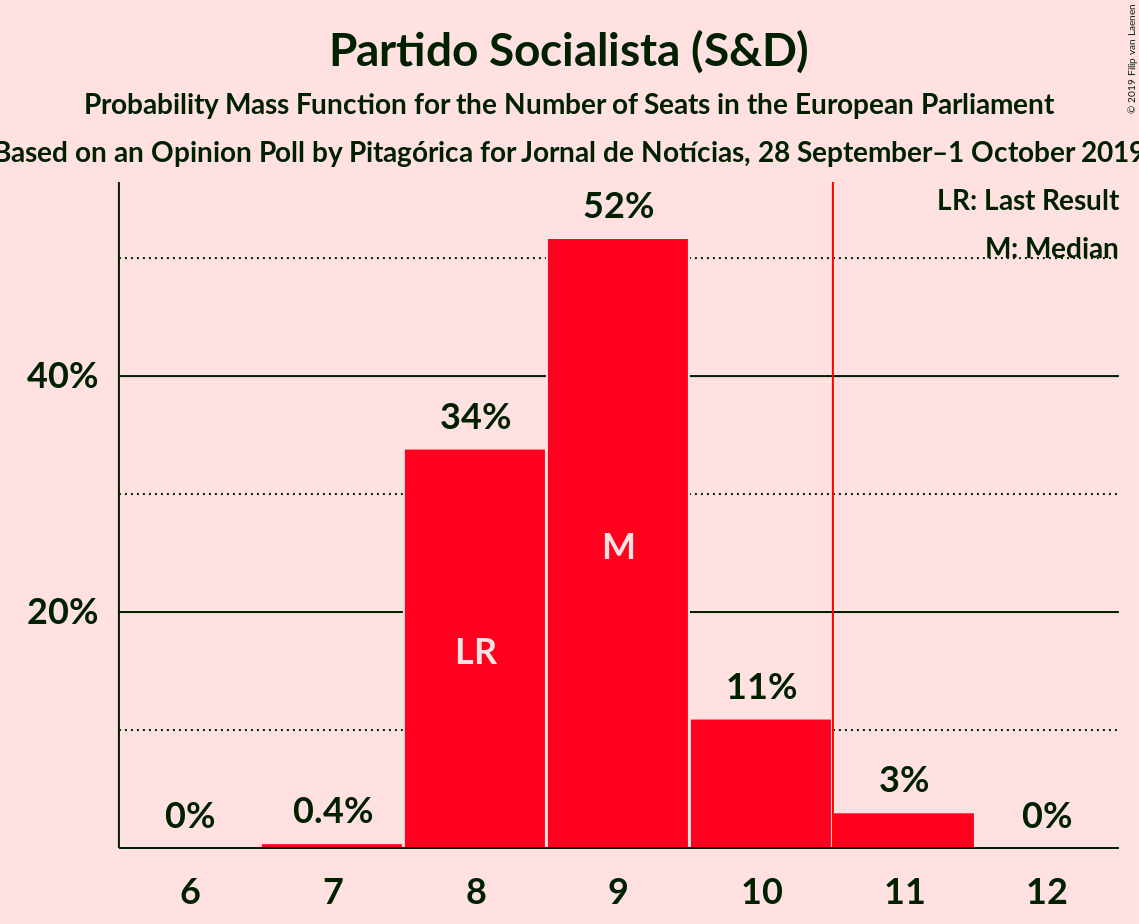 Partido Socialista (S&D)
Probability Mass Function for the Number of Seats in the European Parliament
Based on an Opinion Poll by Pitagórica for Jornal de Notícias, 28 September–1 October 2019
© 2019 Filip van Laenen
LR: Last Result
M: Median
52%
40%
34%
M
20%
LR
11%
3%
0%
0.4%
0%
6 7 8 9 10 11 12